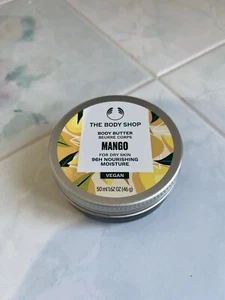 THE BODY SHOP
BODY BUTTER
BEURRE CORPS
MANGO
FOR DRY SKIN
96H NOURISHING
MOISTURE
VEGAN
50 ml 1.62 OZ (46 g)